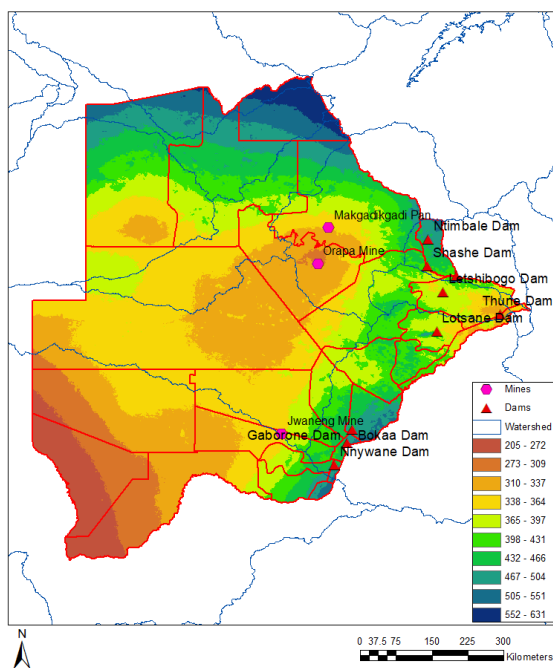 Makgadikgadi Pan
Ntimbale Dam
Orapa Mine
Shashe Dam
Letshibogo Dam
Thune Dam
Lotsane Dam
Jwaneng Mine
Gaborone Dam
Bokaa Dam
Nnywane Dam
Mines
Dams
Watershed
205 - 272
273 - 309
310 - 337
338 - 364
365 - 397
398 - 431
432 - 466
467 - 504
505 - 551
552 - 631
N
0 37.5 75 150 225 300
Kilometers